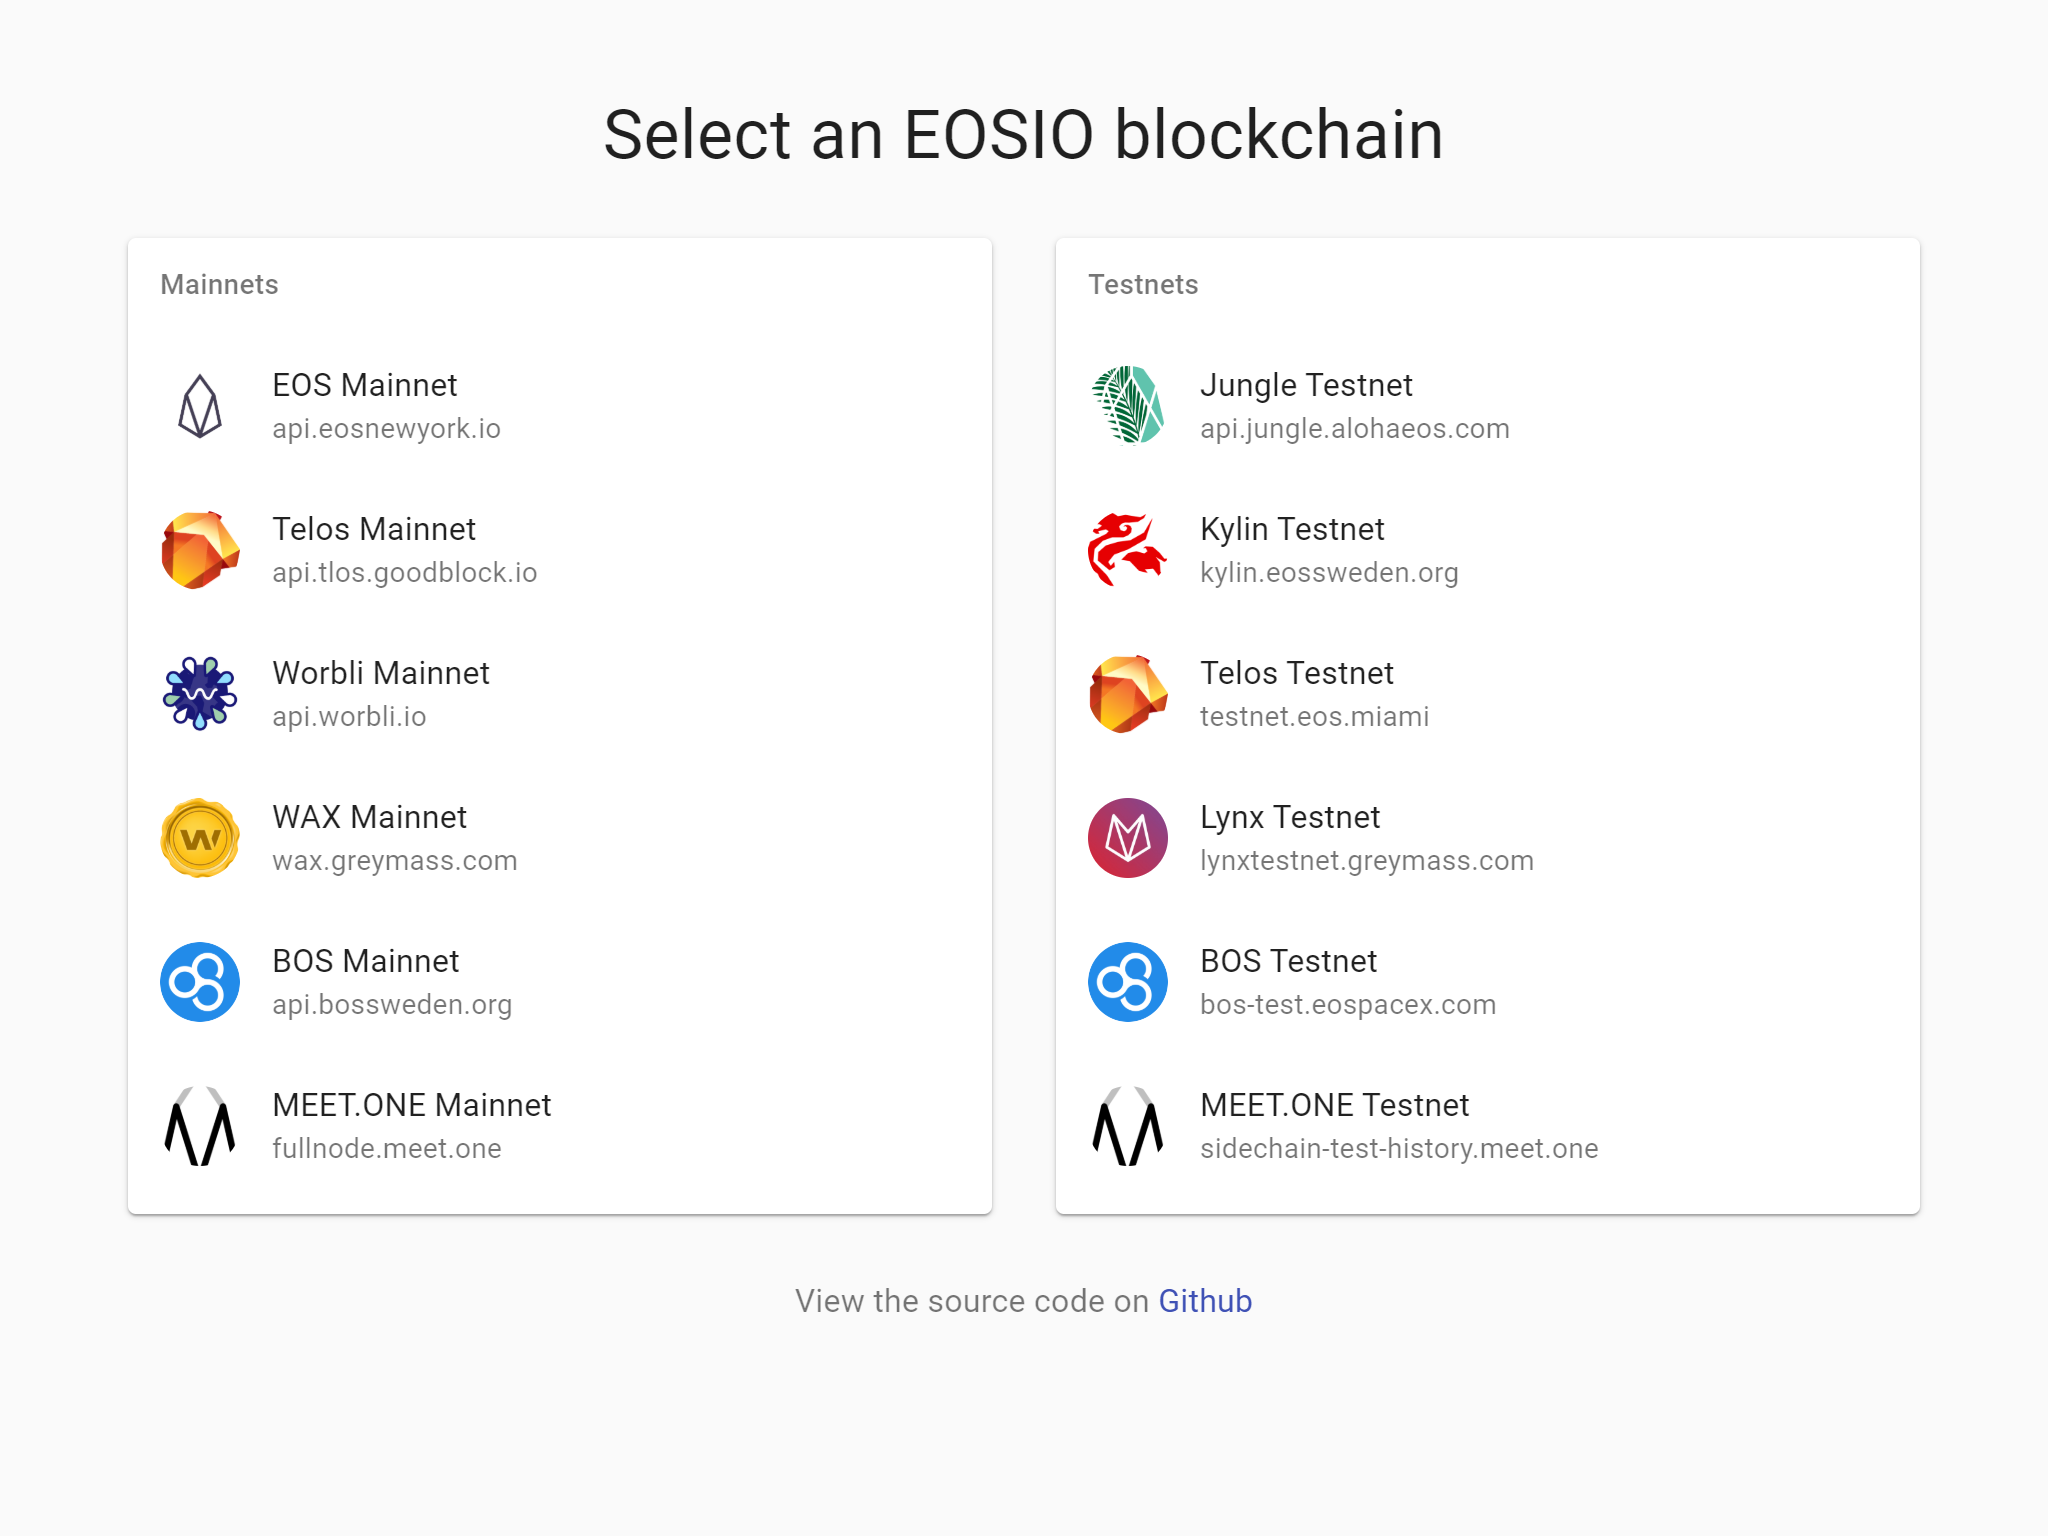 Select an EOSIO blockchain
Mainnets
EOS Mainnet
api.eosnewyork.io
Telos Mainnet
api.tlos.goodblock.io
Worbli Mainnet
api.worbli.io
WAX Mainnet
wax.greymass.com
BOS Mainnet
api.bossweden.org
MEET.ONE Mainnet
fullnode.meet.one
Testnets
Jungle Testnet
api.jungle.alohaeos.com
Kylin Testnet
kylin.eossweden.org
Telos Testnet
testnet.eos.miami
Lynx Testnet
lynxtestnet.greymass.com
BOS Testnet
bos-test.eospacex.com
MEET.ONE Testnet
sidechain-test-history.meet.one
View the source code on Github